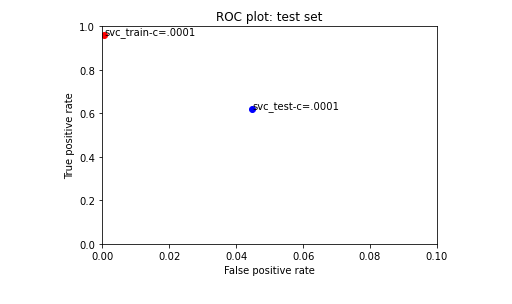 ROC plot: test set
1.0
svc_train-c=.0001
0.8
0.6
svc_test-c=.0001
0.4
0.2
0.0
True positive rate
0.00 0.02 0.04 0.06 0.08 0.10
False positive rate